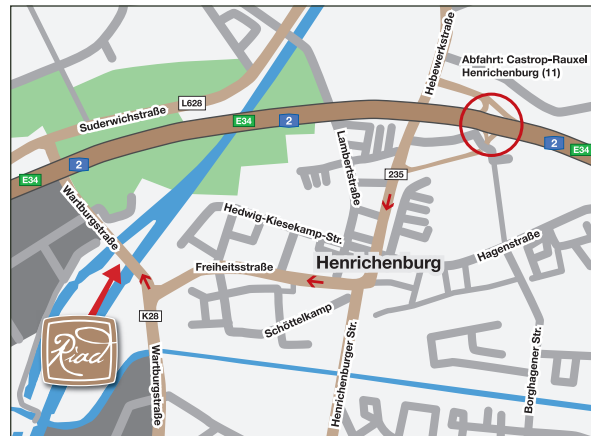 Abfahrt: Castrop-Rauxel
Henrichenburg (11)
Hebewerkstraße
L628
Suderwichstraße
E34
2
Lambertstraße
2
E34
2
E34
235
Wartburgstraße
Hedwig-Kiesekamp-Str.
Hagenstraße
Henrichenburg
Freiheitsstraße
Schöttelkamp
K28
Riad
Wartburgstraße
Henrichenburger Str.
Borghagener Str.